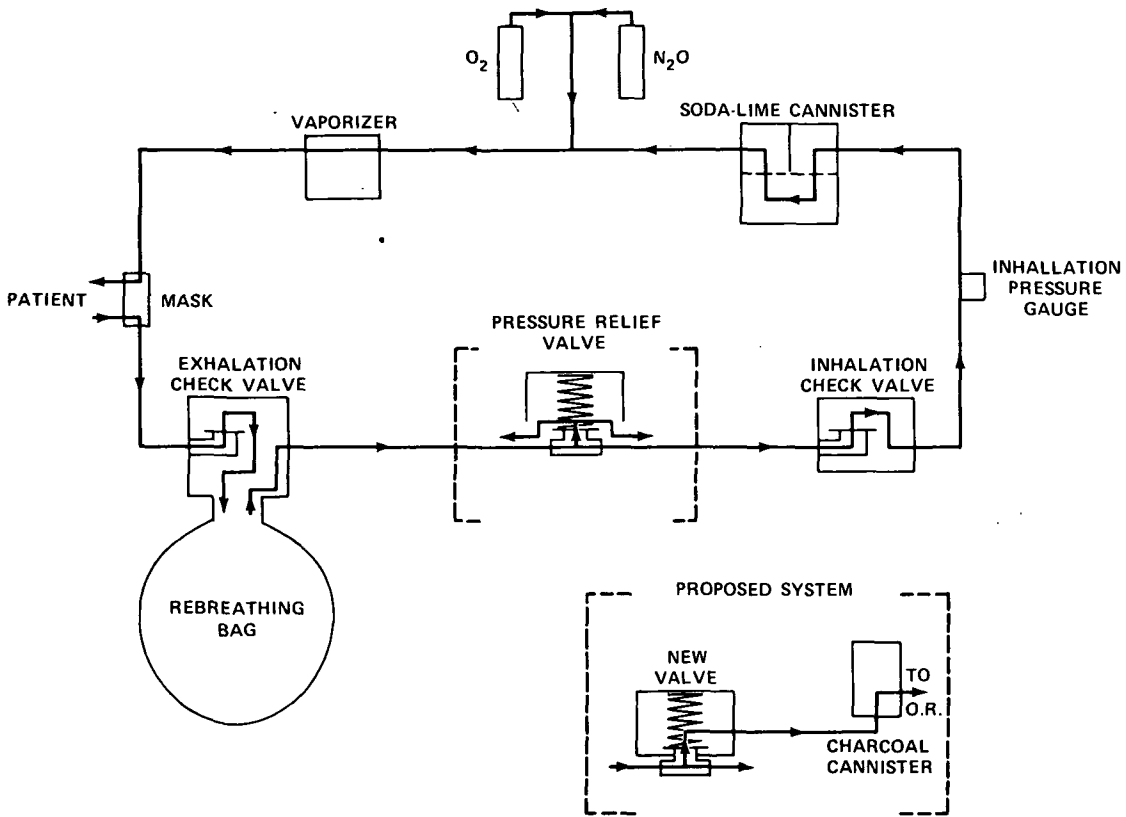 O2
N2O
SODA-LIME CANNISTER
VAPORIZER
INHALLATION
PRESSURE
GAUGE
PATIENT
MASK
PRESSURE RELIEF
VALVE
EXHALATION
CHECK VALVE
INHALATION
CHECK VALVE
REBREATHING
BAG
PROPOSED SYSTEM
NEW
VALVE
TO
O.R.
CHARCOAL
CANNISTER